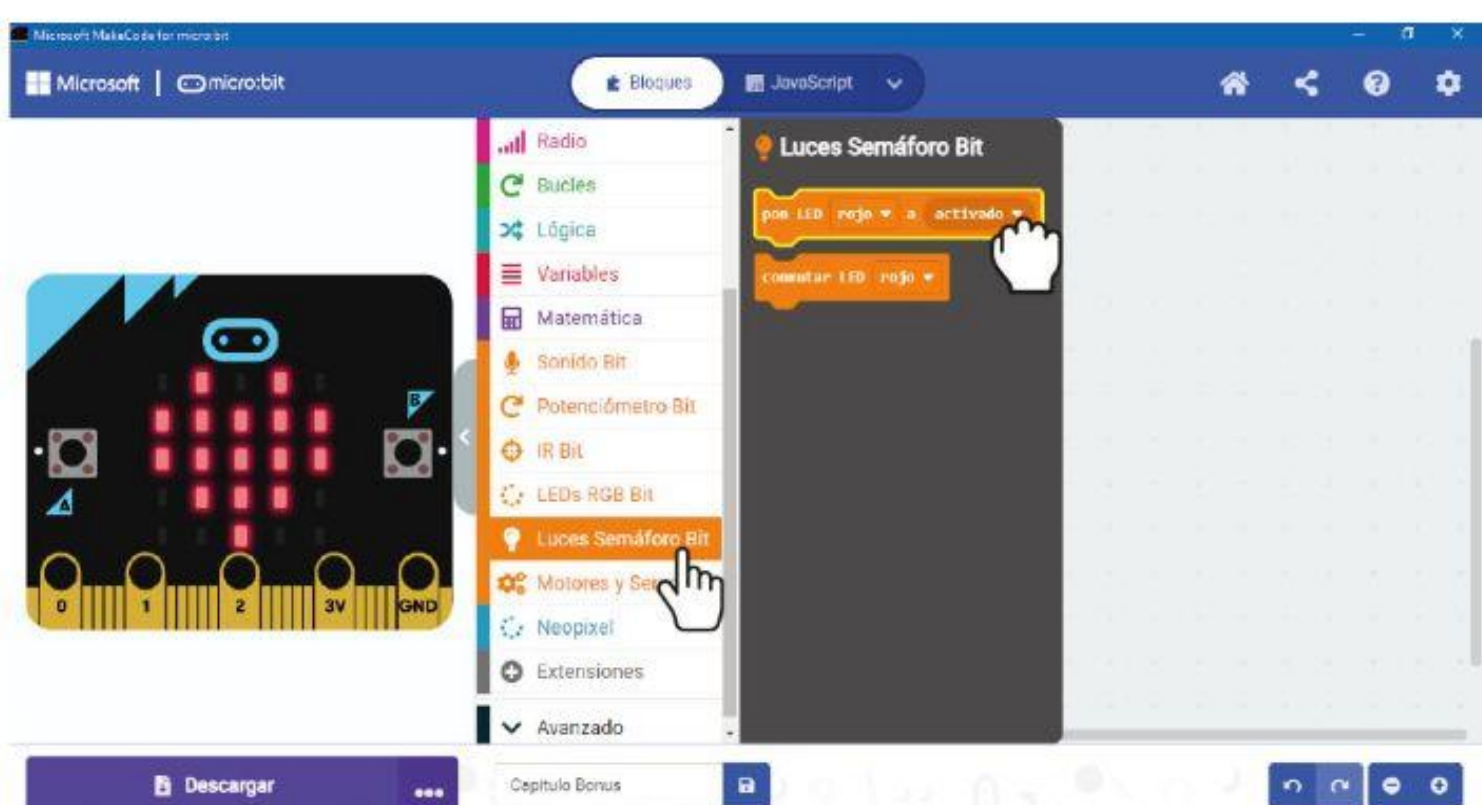 Microsoft MakeCode for micro:bit
Microsoft | micro:bit
Bloques
JavaScript
Radio
Bucles
Lógica
Variables
Matemática
Sonido Bit
Potenciómetro Bit
IR Bit
LEDs RGB Bit
Luces Semáforo Bit
Motores y
Neopixel
Extensiones
Avanzado
Luces Semáforo Bit
pon LED rojo a activado
conmutar LED rojo
B
A
0 1 2 3V GND
Descargar
Capítulo Bonus